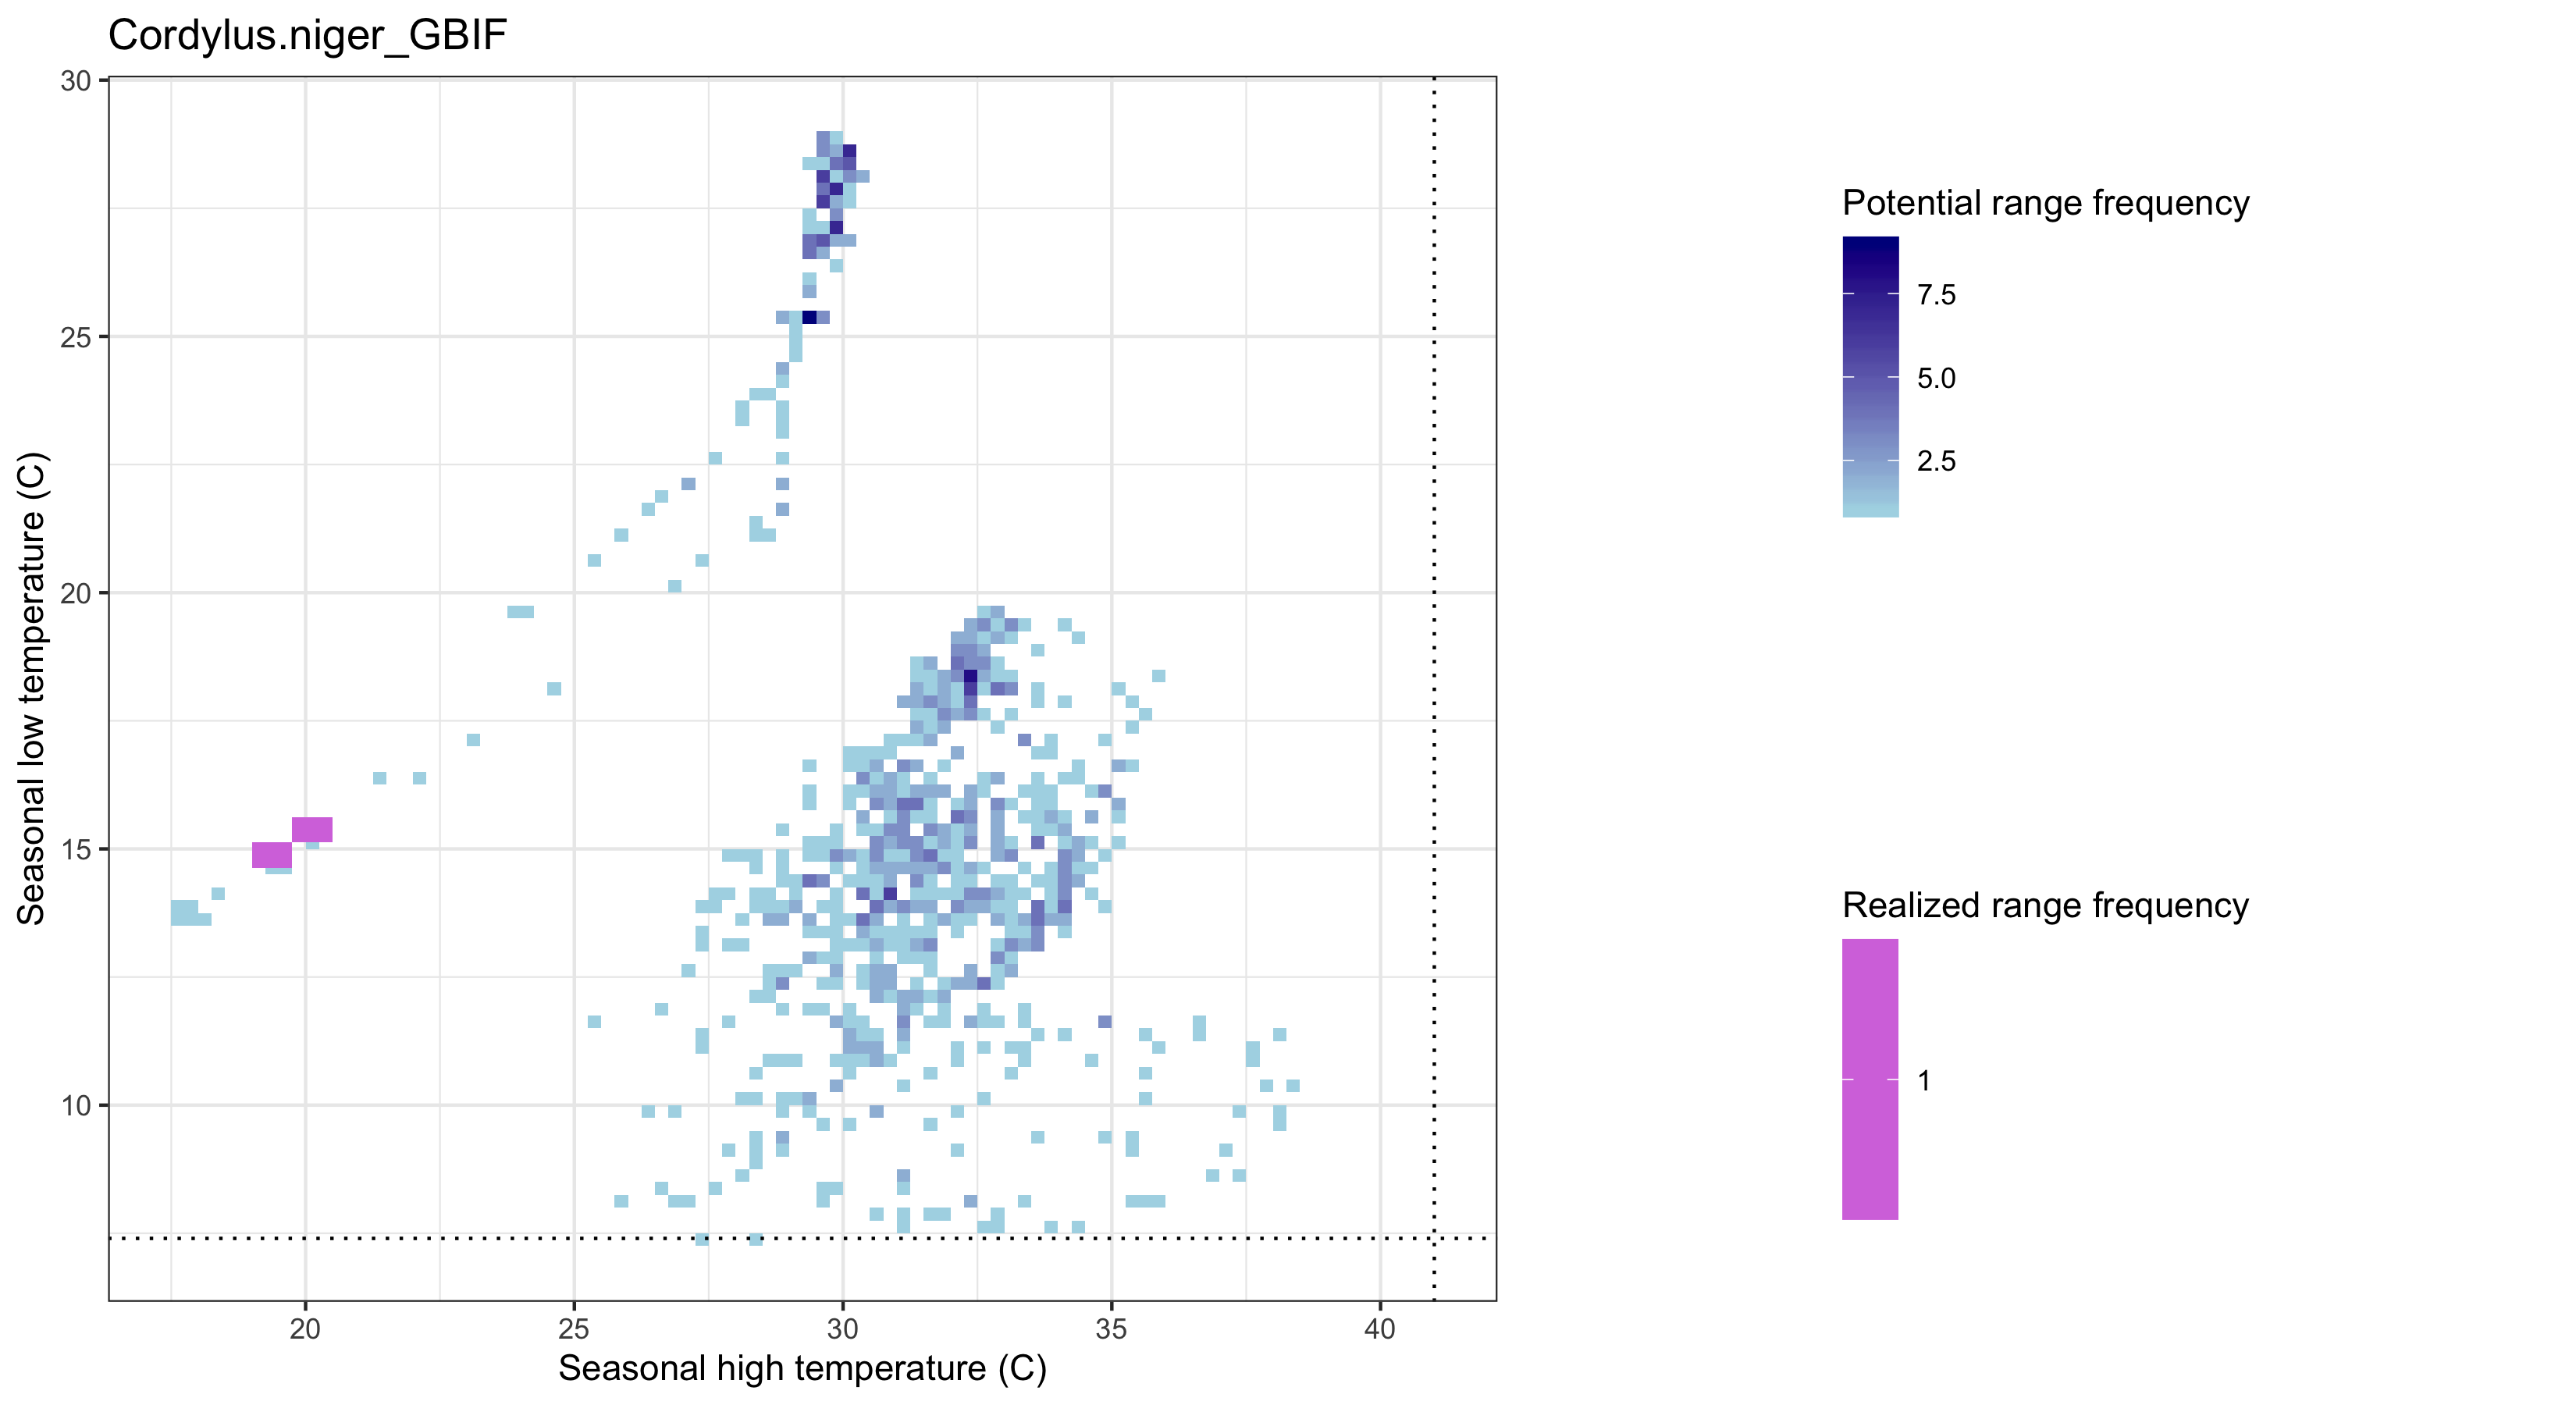 Cordylus.niger_GBIF
30
25
20
15
10
Seasonal low temperature (C)
20 25 30 35 40
Seasonal high temperature (C)
Potential range frequency
7.5
5.0
2.5
Realized range frequency
1